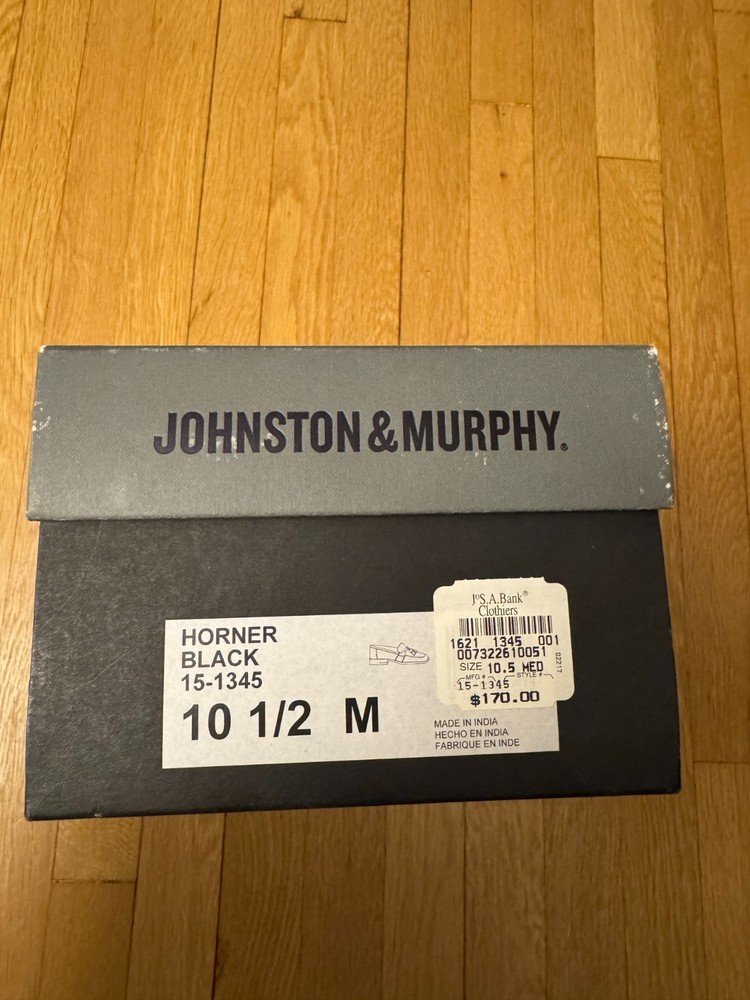 JOHNSTON & MURPHY®
HORNER
BLACK
15-1345
10 1/2 M
MADE IN INDIA
HECHO EN INDIA
FABRIQUE EN INDE
JoS.A.Bank®
Clothiers
1621 1345 001
007322610051
SIZE 10.5 MED
MFG # STYLE #
15-1345
$170.00
02217